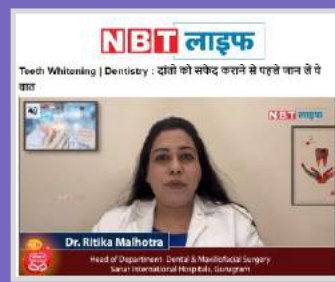 NBT लाइफ
Teeth Whitening | Dentistry : दांतो को सफेद कराने से पहले जान लें ये
बात
NBT लाइफ
Dr. Ritika Malhotra
Head of Department- Dental & Maxillofacial Surgery
Sanar International Hospitals, Gurugram